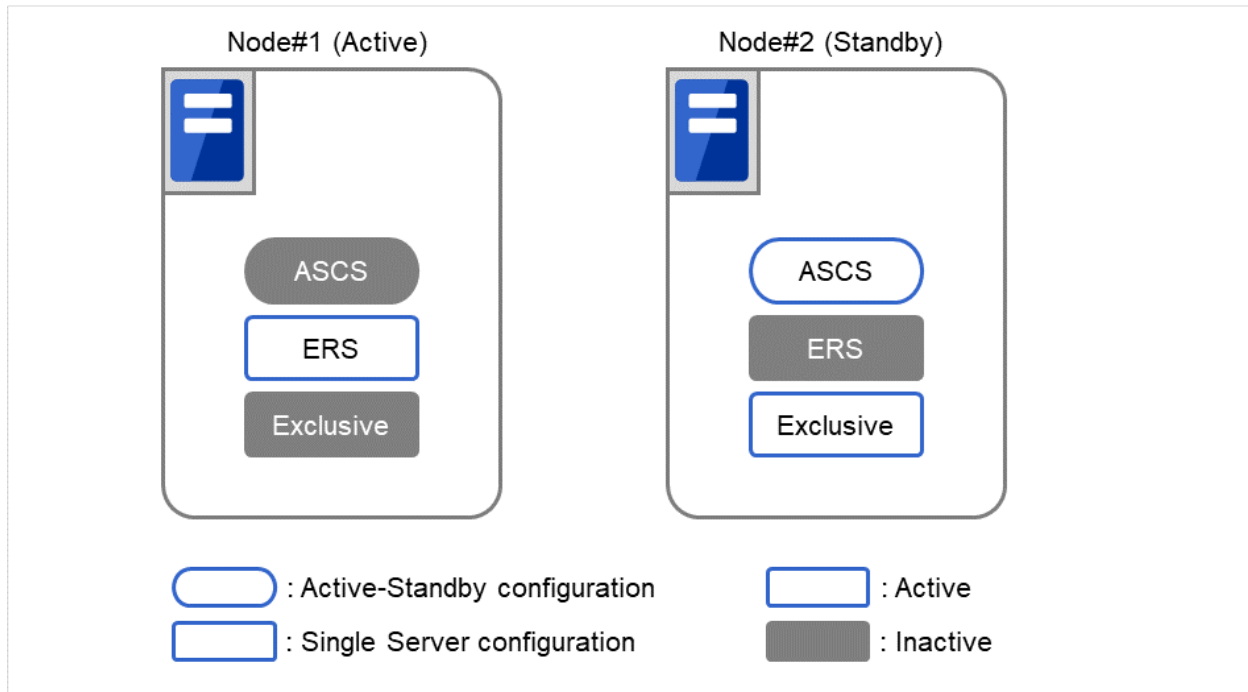 Node#1 (Active)
Node#2 (Standby)
ASCS
ERS
Exclusive
ASCS
ERS
Exclusive
: Active-Standby configuration
: Active
: Single Server configuration
: Inactive